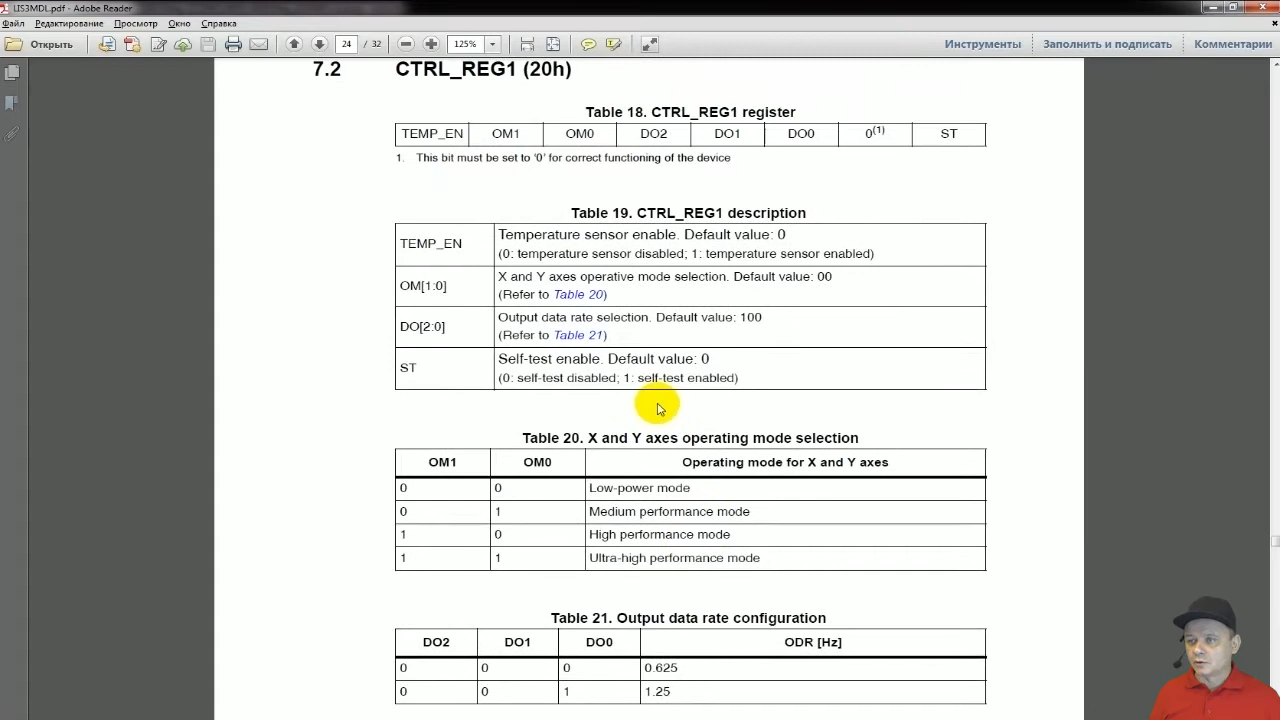 LIS3MDL.pdf - Adobe Reader
Файл Редактирование Просмотр Окно Справка
Открыть 24 / 32 125% Инструменты Заполнить и подписать Комментарии
7.2 CTRL_REG1 (20h)
Table 18. CTRL_REG1 register
TEMP_EN OM1 OM0 DO2 DO1 DO0 0(1) ST
1. This bit must be set to ‘0’ for correct functioning of the device
Table 19. CTRL_REG1 description
TEMP_EN Temperature sensor enable. Default value: 0
(0: temperature sensor disabled; 1: temperature sensor enabled)
OM[1:0] X and Y axes operative mode selection. Default value: 00
(Refer to Table 20)
DO[2:0] Output data rate selection. Default value: 100
(Refer to Table 21)
ST Self-test enable. Default value: 0
(0: self-test disabled; 1: self-test enabled)
Table 20. X and Y axes operating mode selection
OM1 OM0 Operating mode for X and Y axes
0 0 Low-power mode
0 1 Medium performance mode
1 0 High performance mode
1 1 Ultra-high performance mode
Table 21. Output data rate configuration
DO2 DO1 DO0 ODR [Hz]
0 0 0 0.625
0 0 1 1.25